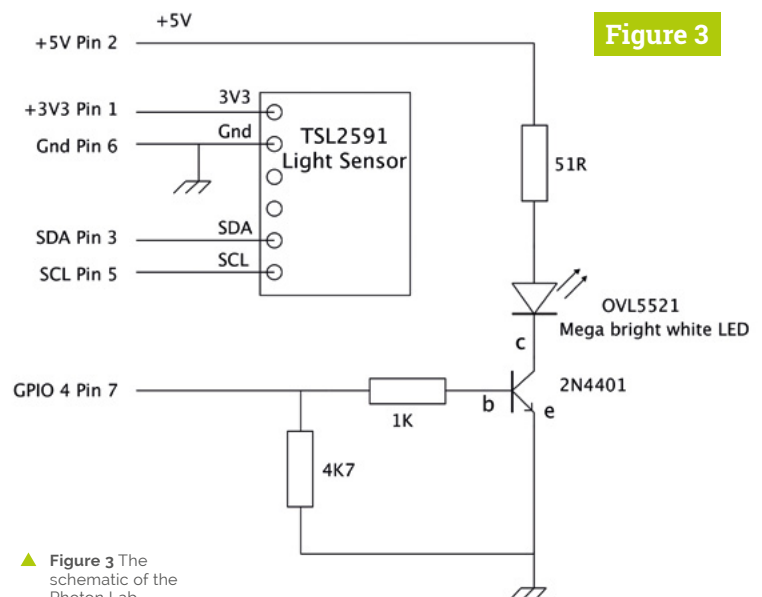 +5V
+5V Pin 2
Figure 3
+3V3 Pin 1
3V3
Gnd Pin 6
Gnd
TSL2591
Light Sensor
51R
SDA Pin 3
SDA
SCL Pin 5
SCL
OVL5521
Mega bright white LED
c
GPIO 4 Pin 7
1K
b
e
2N4401
4K7
Figure 3 The
schematic of the
Photon Lab